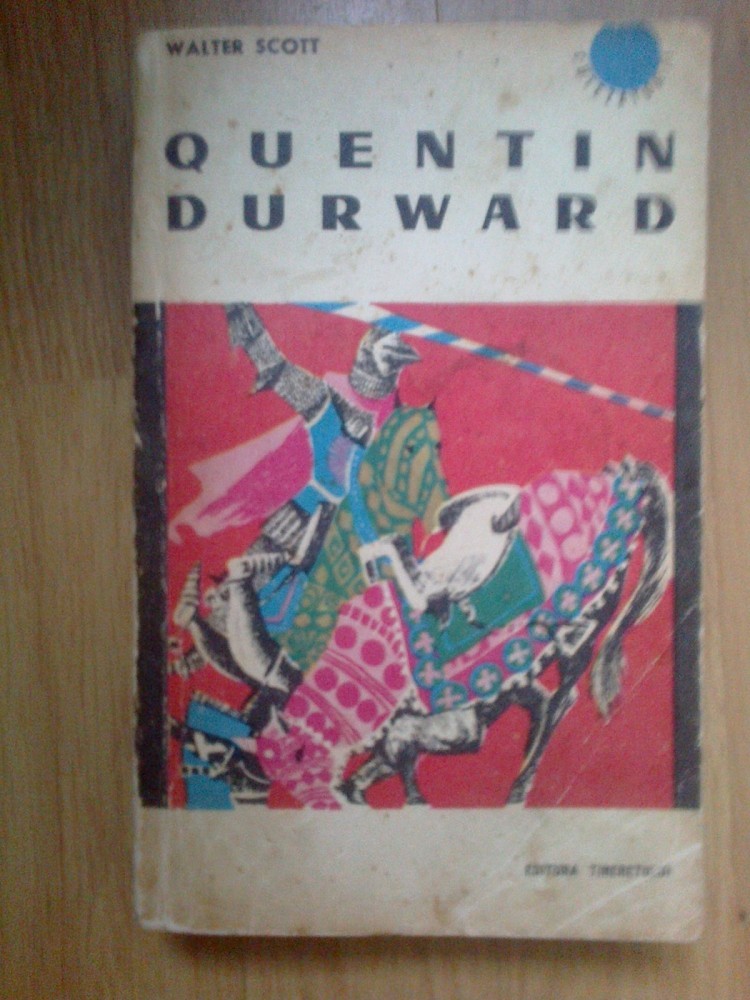 WALTER SCOTT
QUENTIN
DURWARD
EDITURA TINERETULUI